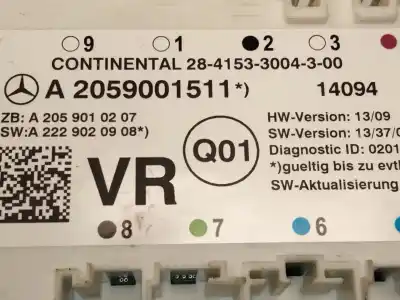 9 1 2 3
CONTINENTAL 28-4153-3004-3-00
A 2059001511*) 14094
ZB: A 205 901 02 07
SW:A 222 902 09 08*)
HW-Version: 13/09
SW-Version: 13/37/0
Diagnostic ID: 0201
*)gueltig bis zu evtl
SW-Aktualisierung
VR
Q01
8 7 6